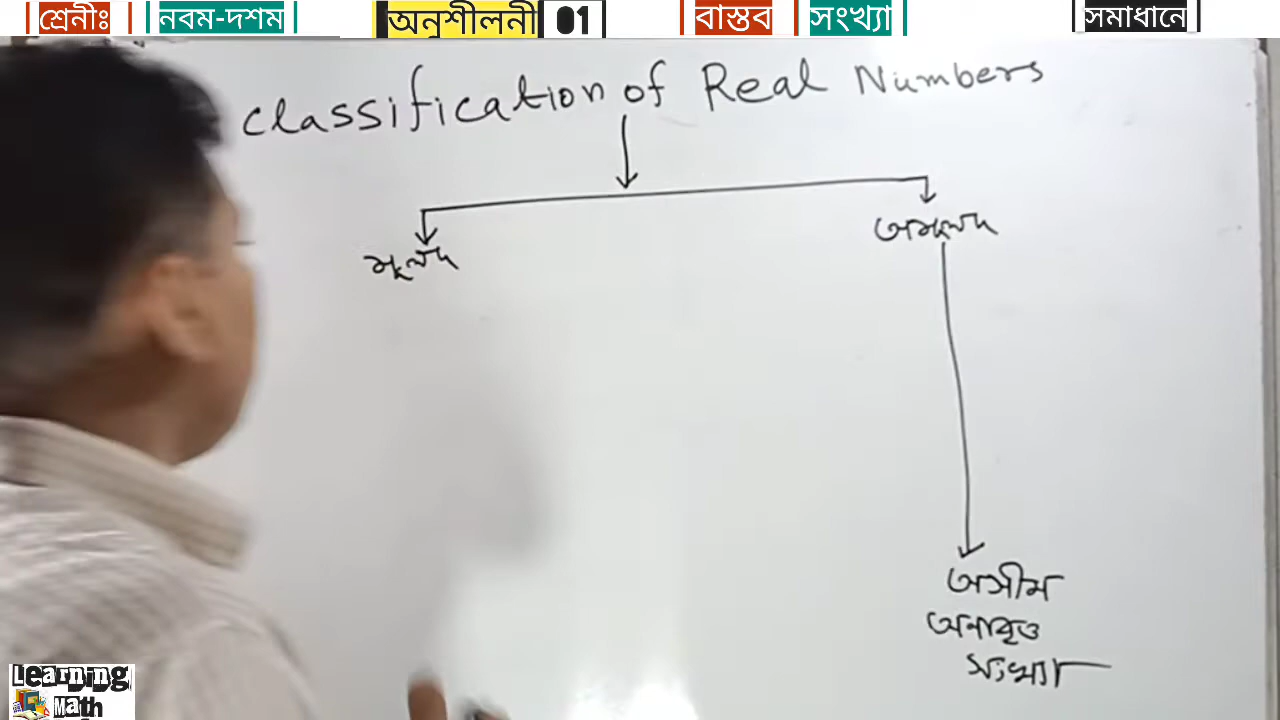 শ্রেনীঃ নবম-দশম অনুশীলনী 01 বাস্তব সংখ্যা সমাধানে
Classification of Real Numbers
মূলদ অমূলদ
অসীম
অনাবৃত
সংখ্যা
Learning
Math